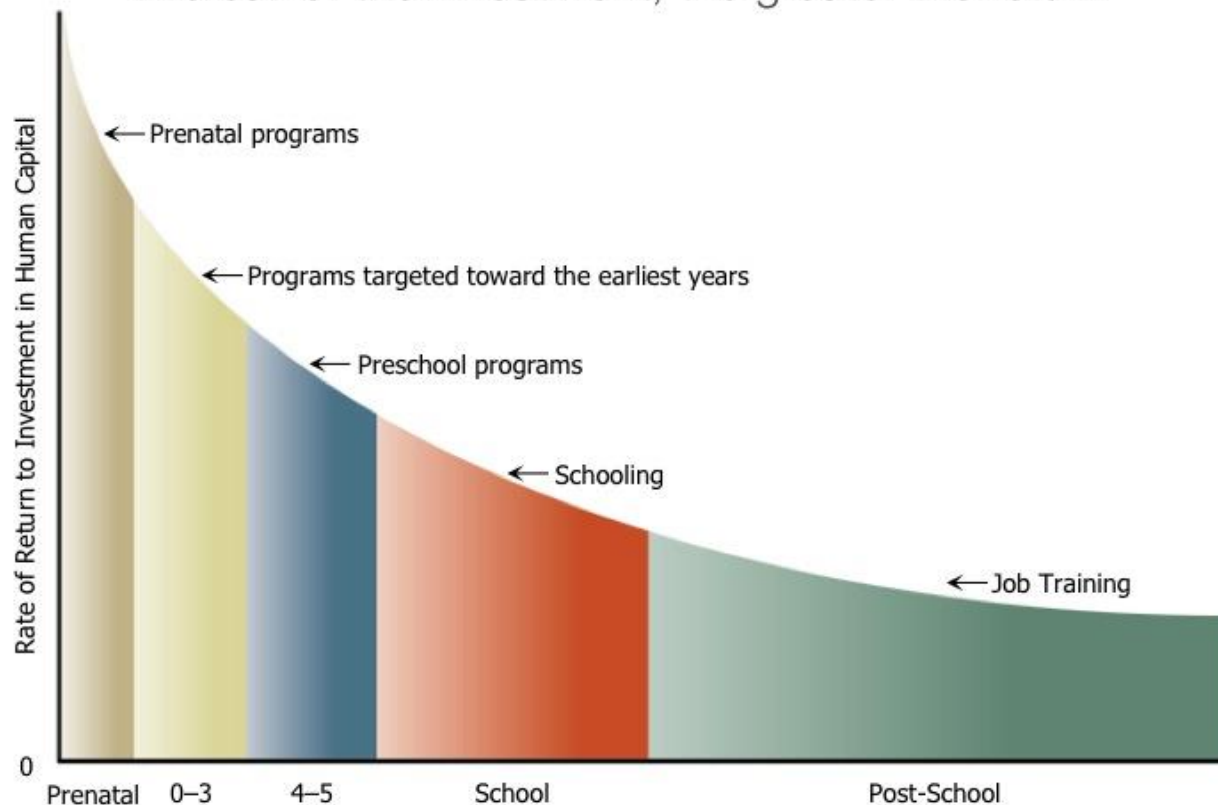 Prenatal programs
Programs targeted toward the earliest years
Preschool programs
Schooling
Job Training
Rate of Return to Investment in Human Capital
0
Prenatal
0–3
4–5
School
Post-School